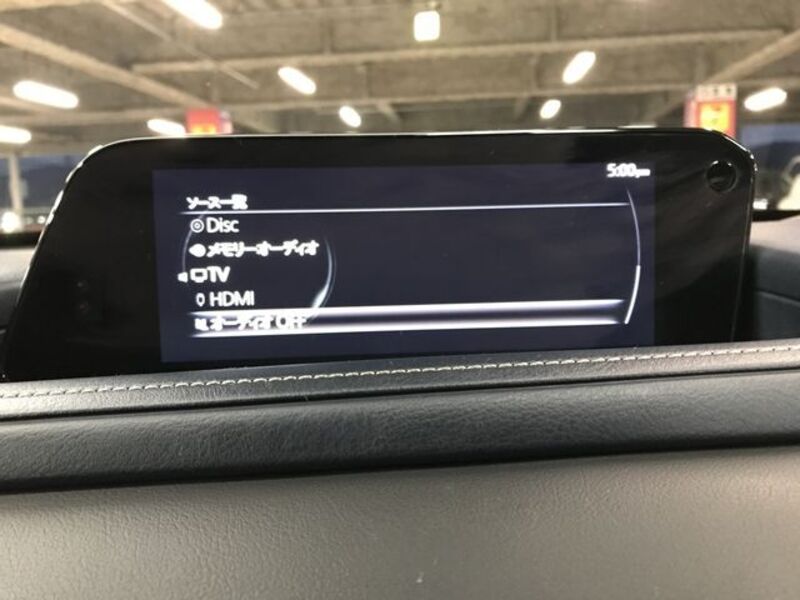 5:00pm
ソース一覧
Disc
メモリーオーディオ
TV
HDMI
オーディオ OFF